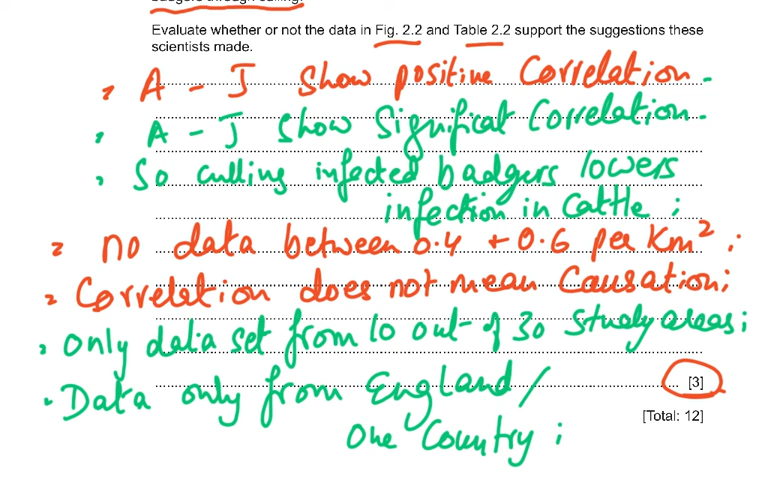 badgers through culling.
Evaluate whether or not the data in Fig. 2.2 and Table 2.2 support the suggestions these
scientists made.
, A - J Show positive Correlation -
, A - J Show Significat Correlation -
, So culling infected badgers lowers
infection in Cattle ;
no data between 0.4 + 0.6 per Km² ;
Correletion does not mean Causation ;
, Only data set from 10 out of 30 Study areas ;
[3]
. Data only from England /
[Total: 12]
One Country ;